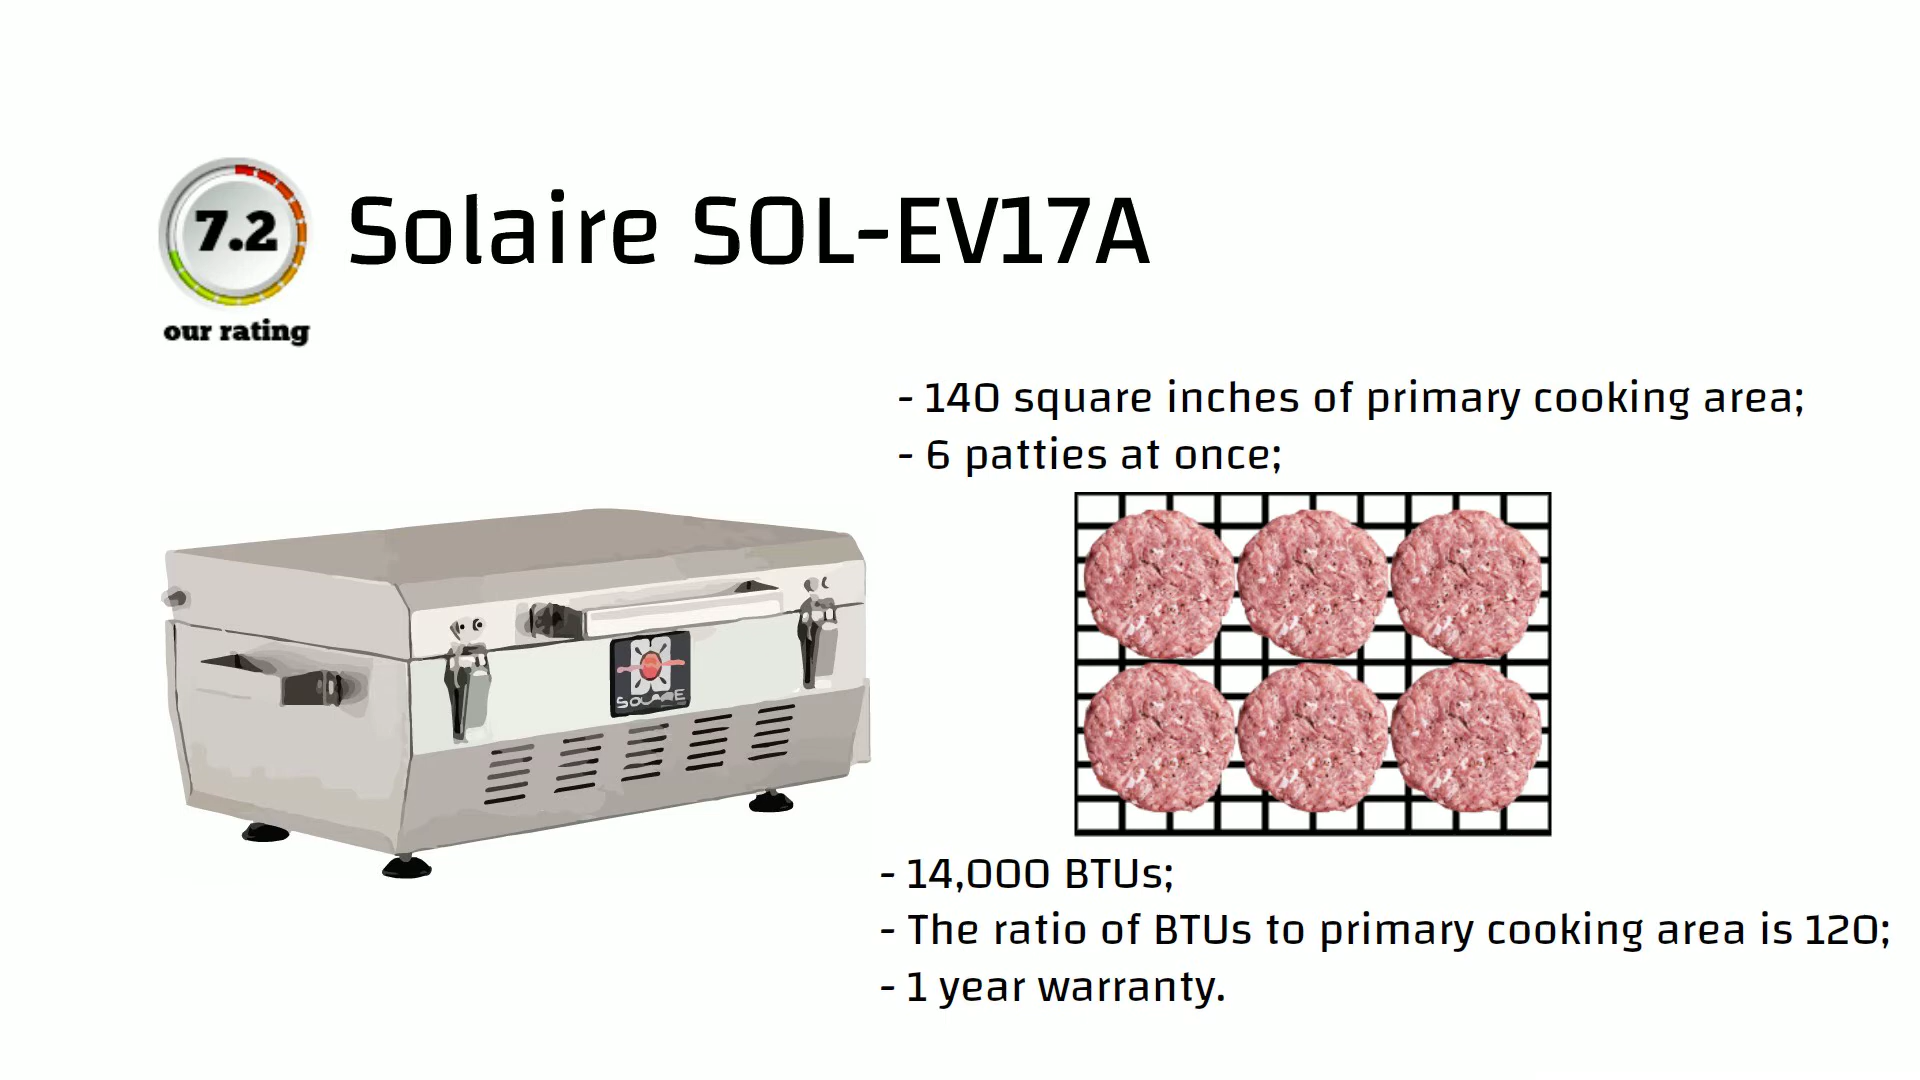 7.2
our rating
Solaire SOL-EV17A
- 140 square inches of primary cooking area;
- 6 patties at once;
SOLAIRE
- 14,000 BTUs;
- The ratio of BTUs to primary cooking area is 120;
- 1 year warranty.